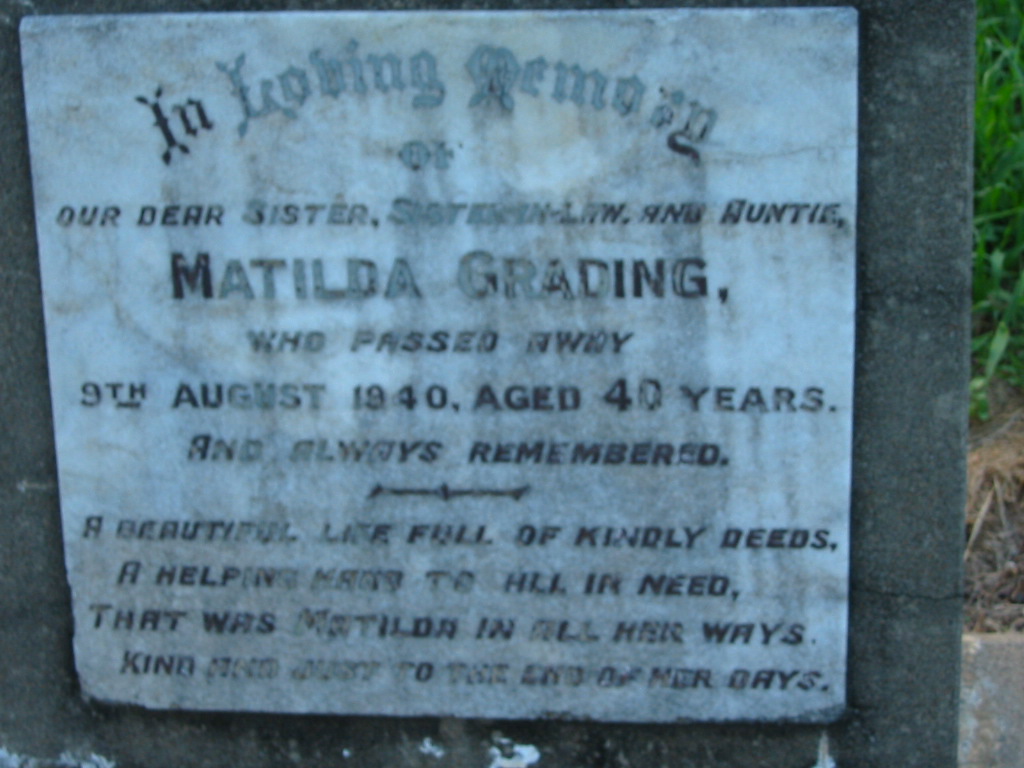 In Loving Memory
OF
OUR DEAR SISTER, SISTER-IN-LAW, AND AUNTIE,
MATILDA GRADING,
WHO PASSED AWAY
9TH AUGUST 1940, AGED 40 YEARS.
AND ALWAYS REMEMBERED.
A BEAUTIFUL LIFE FULL OF KINDLY DEEDS,
A HELPING HAND TO ALL IN NEED,
THAT WAS MATILDA IN ALL HER WAYS.
KIND AND JUST TO THE END OF HER DAYS.